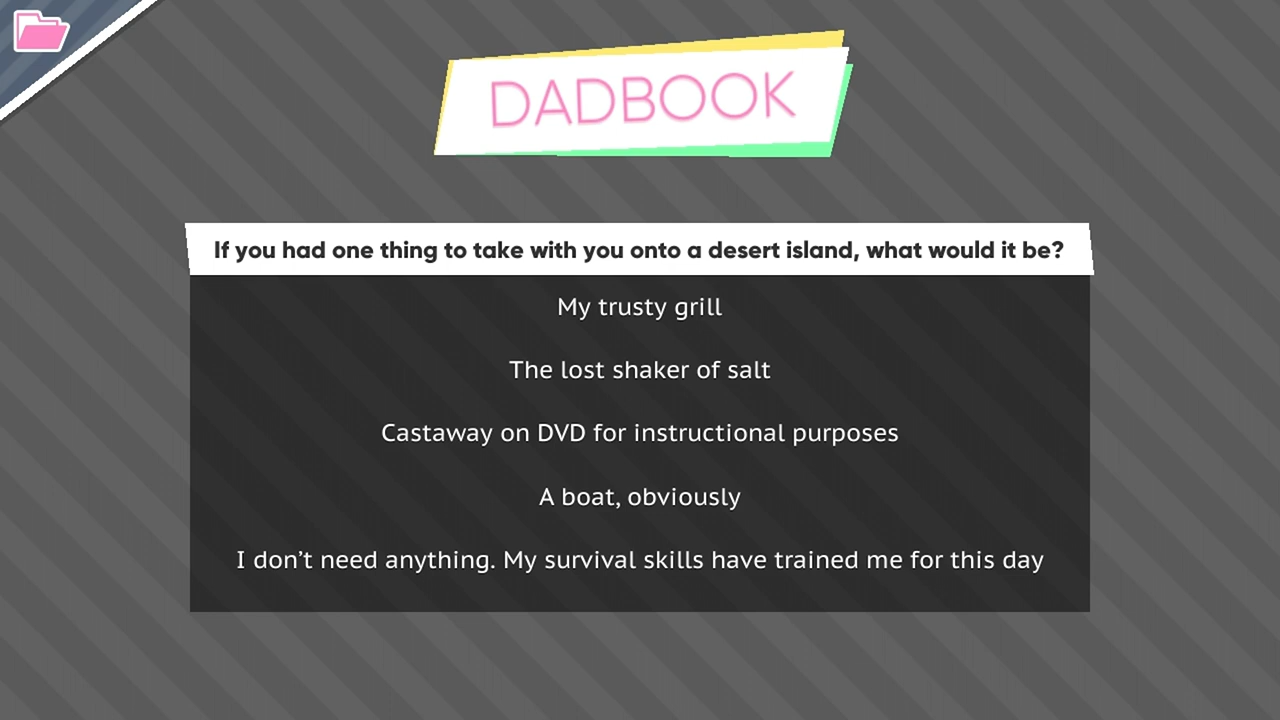 DADBOOK
If you had one thing to take with you onto a desert island, what would it be?
My trusty grill
The lost shaker of salt
Castaway on DVD for instructional purposes
A boat, obviously
I don’t need anything. My survival skills have trained me for this day